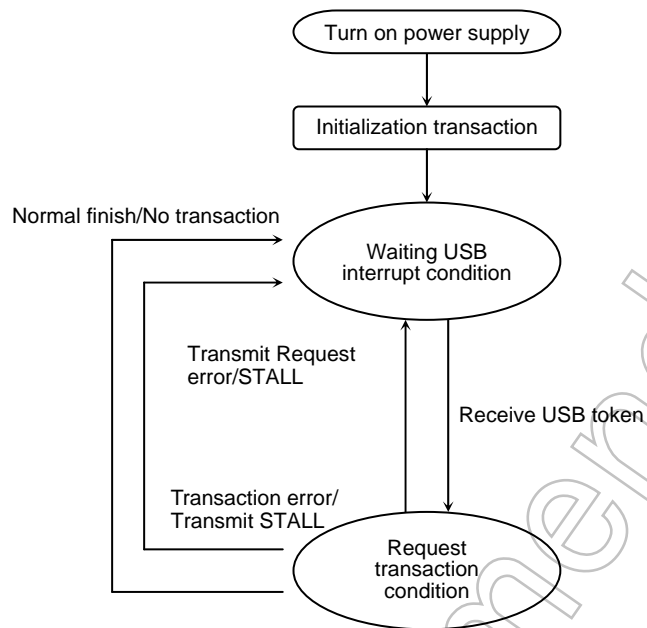 Turn on power supply
Initialization transaction
Normal finish/No transaction
Waiting USB
interrupt condition
Transmit Request
error/STALL
Receive USB token
Transaction error/
Transmit STALL
Request
transaction
condition